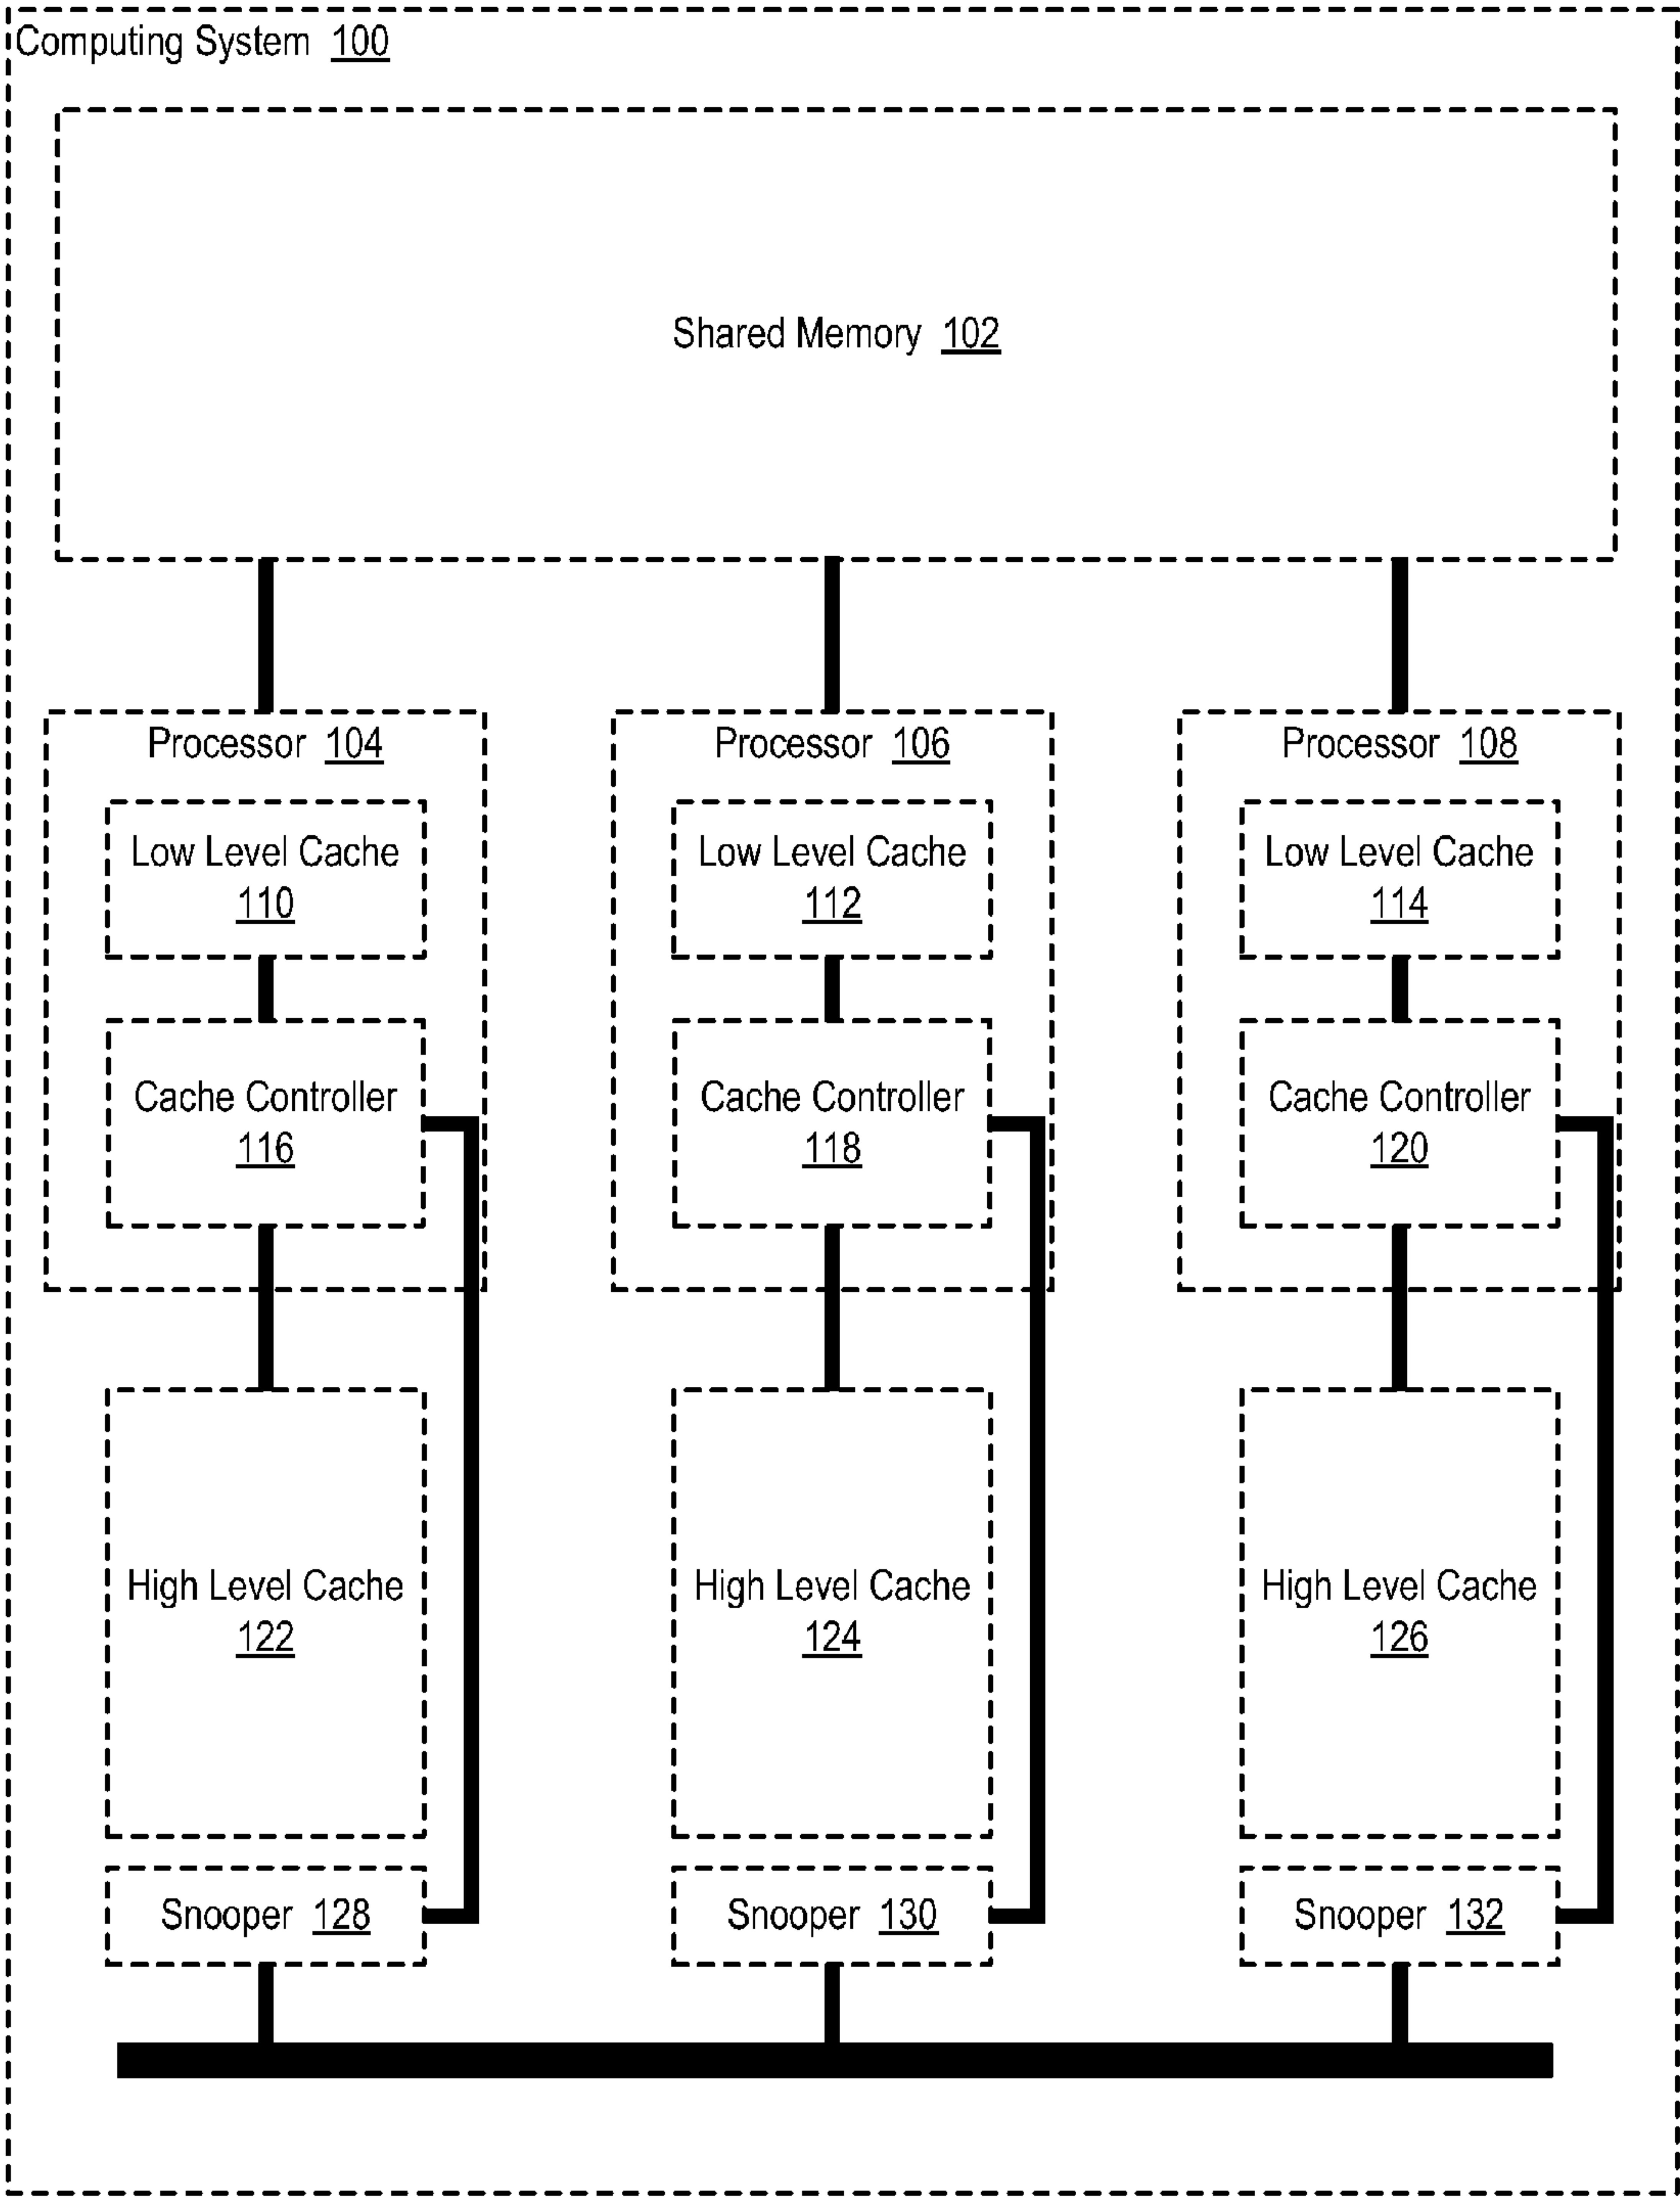 Computing System 100
Shared Memory 102
Processor 104
Processor 106
Processor 108
Low Level Cache
110
Low Level Cache
112
Low Level Cache
114
Cache Controller
116
Cache Controller
118
Cache Controller
120
High Level Cache
122
High Level Cache
124
High Level Cache
126
Snooper 128
Snooper 130
Snooper 132